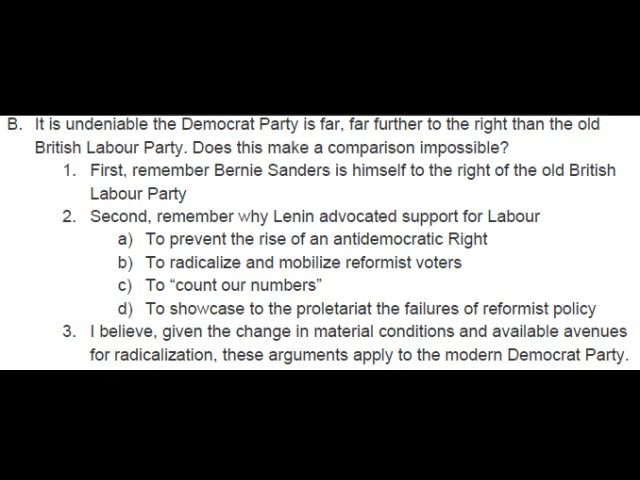 B. It is undeniable the Democrat Party is far, far further to the right than the old
British Labour Party. Does this make a comparison impossible?
1. First, remember Bernie Sanders is himself to the right of the old British
Labour Party
2. Second, remember why Lenin advocated support for Labour
a) To prevent the rise of an antidemocratic Right
b) To radicalize and mobilize reformist voters
c) To “count our numbers”
d) To showcase to the proletariat the failures of reformist policy
3. I believe, given the change in material conditions and available avenues
for radicalization, these arguments apply to the modern Democrat Party.